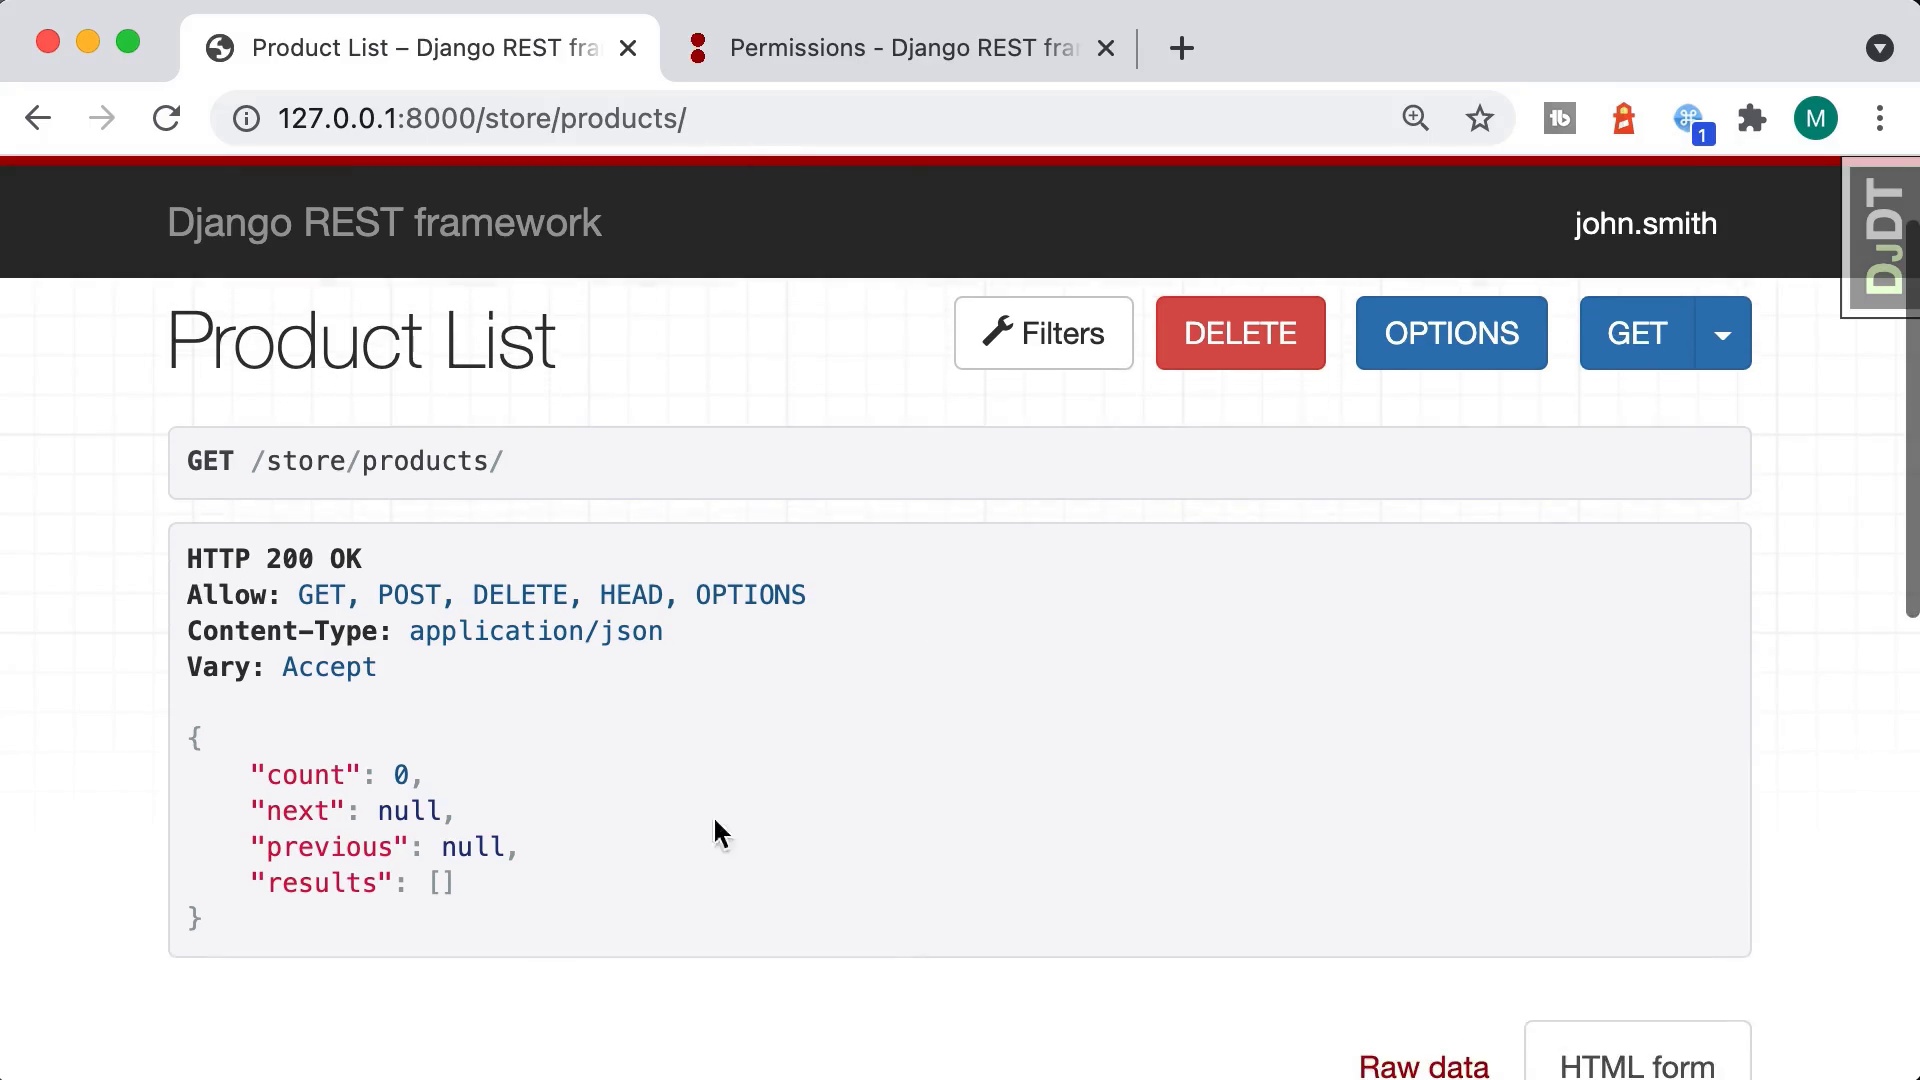 Product List – Django REST fra
Permissions - Django REST fra
127.0.0.1:8000/store/products/
1
M
Django REST framework
john.smith
DJDT
Product List
Filters
DELETE
OPTIONS
GET
GET /store/products/
HTTP 200 OK
Allow: GET, POST, DELETE, HEAD, OPTIONS
Content-Type: application/json
Vary: Accept
{
"count": 0,
"next": null,
"previous": null,
"results": []
}
Raw data
HTML form